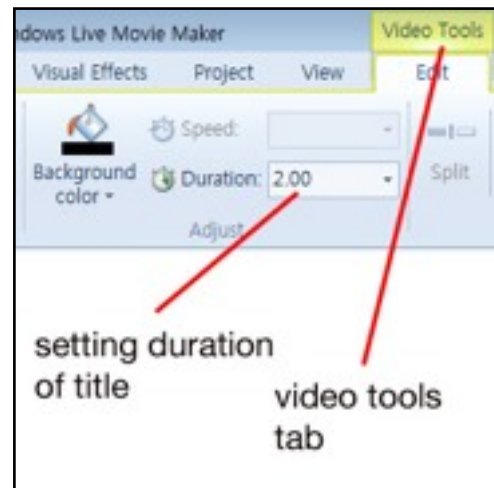 ndows Live Movie Maker
Video Tools
Visual Effects Project View Edit
Speed:
Background color
Duration: 2.00
Split
Adjust
setting duration
of title
video tools
tab